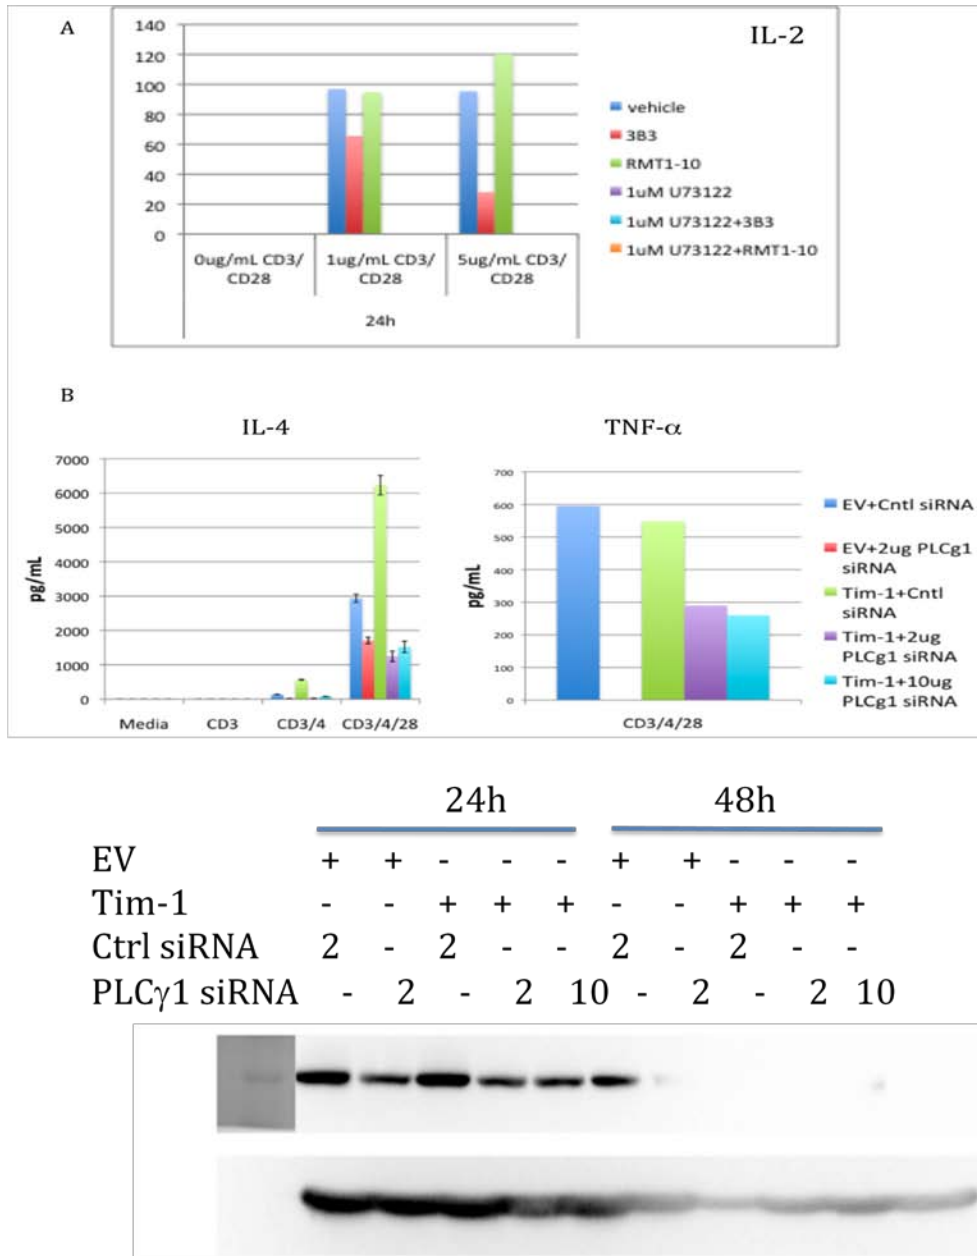 A
IL-2
140
120
100
80
60
40
20
0
0ug/mL CD3/
CD28
1ug/mL CD3/
CD28
5ug/mL CD3/
CD28
24h
vehicle
3B3
RMT1-10
1uM U73122
1uM U73122+3B3
1uM U73122+RMT1-10
B
IL-4
pg/mL
7000
6000
5000
4000
3000
2000
1000
0
Media CD3 CD3/4 CD3/4/28
TNF-α
pg/mL
700
600
500
400
300
200
100
0
CD3/4/28
EV+Cntl siRNA
EV+2ug PLCg1
siRNA
Tim-1+Cntl
siRNA
Tim-1+2ug
PLCg1 siRNA
Tim-1+10ug
PLCg1 siRNA
24h 48h
EV + + - - - + + - - -
Tim-1 - - + + + - - + + +
Ctrl siRNA 2 - 2 - - 2 - 2 - -
PLCγ1 siRNA - 2 - 2 10 - 2 - 2 10